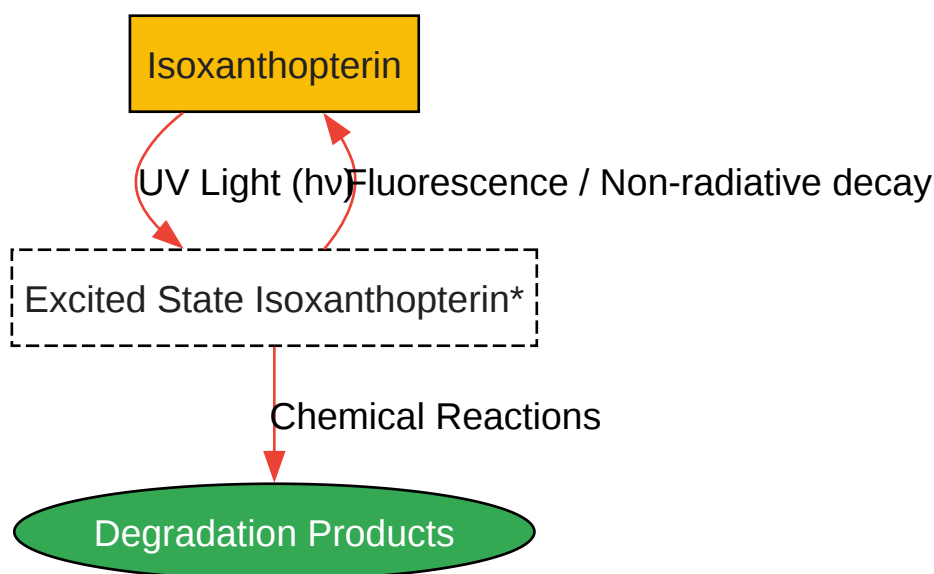 Isoxanthopterin
UV Light (hν)
Fluorescence / Non-radiative decay
Excited State Isoxanthopterin*
Chemical Reactions
Degradation Products